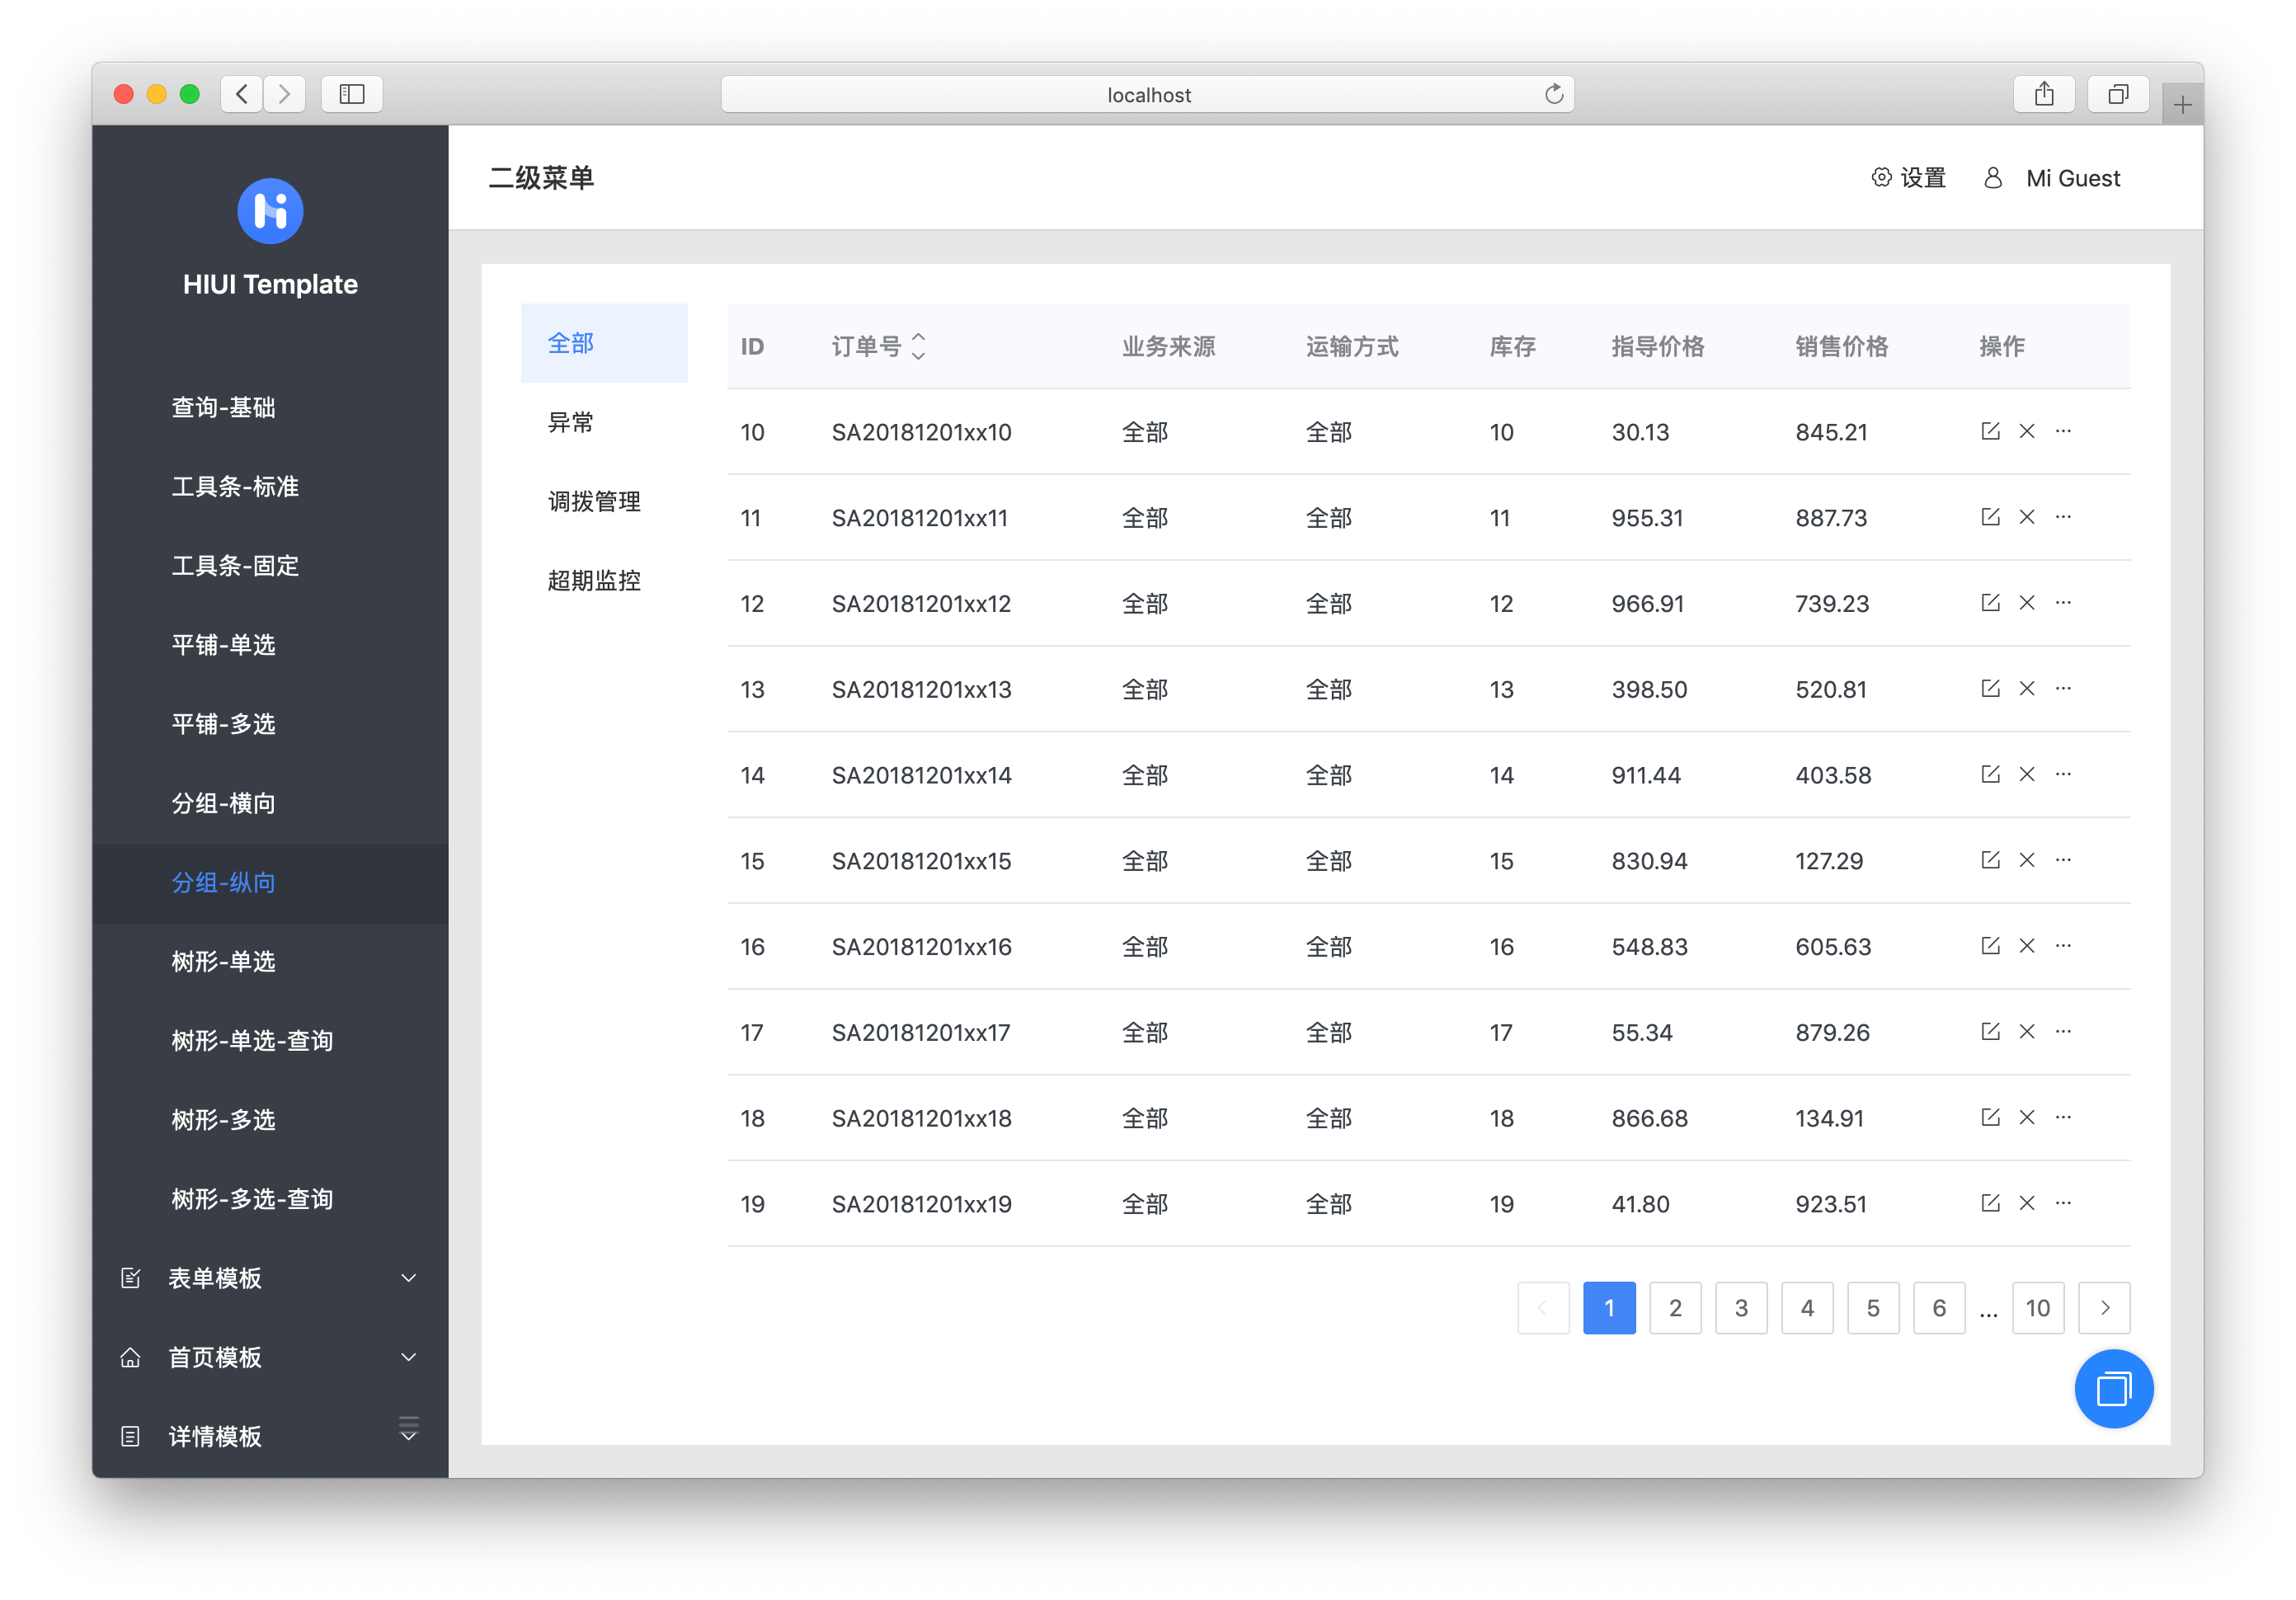 localhost
HIUI Template
查询-基础
工具条-标准
工具条-固定
平铺-单选
平铺-多选
分组-横向
分组-纵向
树形-单选
树形-单选-查询
树形-多选
树形-多选-查询
表单模板
首页模板
详情模板
二级菜单
设置 Mi Guest
全部
异常
调拨管理
超期监控
ID 订单号 业务来源 运输方式 库存 指导价格 销售价格 操作
10 SA20181201xx10 全部 全部 10 30.13 845.21
11 SA20181201xx11 全部 全部 11 955.31 887.73
12 SA20181201xx12 全部 全部 12 966.91 739.23
13 SA20181201xx13 全部 全部 13 398.50 520.81
14 SA20181201xx14 全部 全部 14 911.44 403.58
15 SA20181201xx15 全部 全部 15 830.94 127.29
16 SA20181201xx16 全部 全部 16 548.83 605.63
17 SA20181201xx17 全部 全部 17 55.34 879.26
18 SA20181201xx18 全部 全部 18 866.68 134.91
19 SA20181201xx19 全部 全部 19 41.80 923.51
1 2 3 4 5 6 ... 10